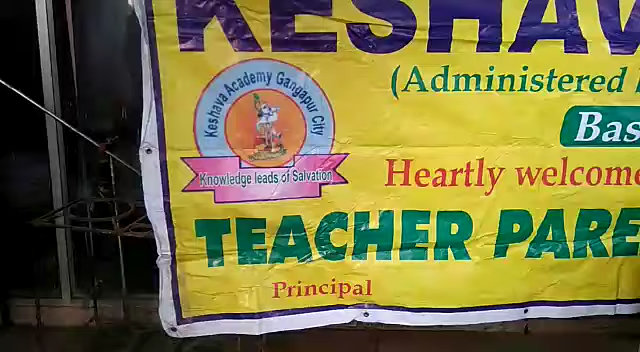 KESHAV
(Administered
Keshava Academy Gangapur City
Knowledge leads of Salvation
Bas
Heartly welcome
TEACHER PARE
Principal